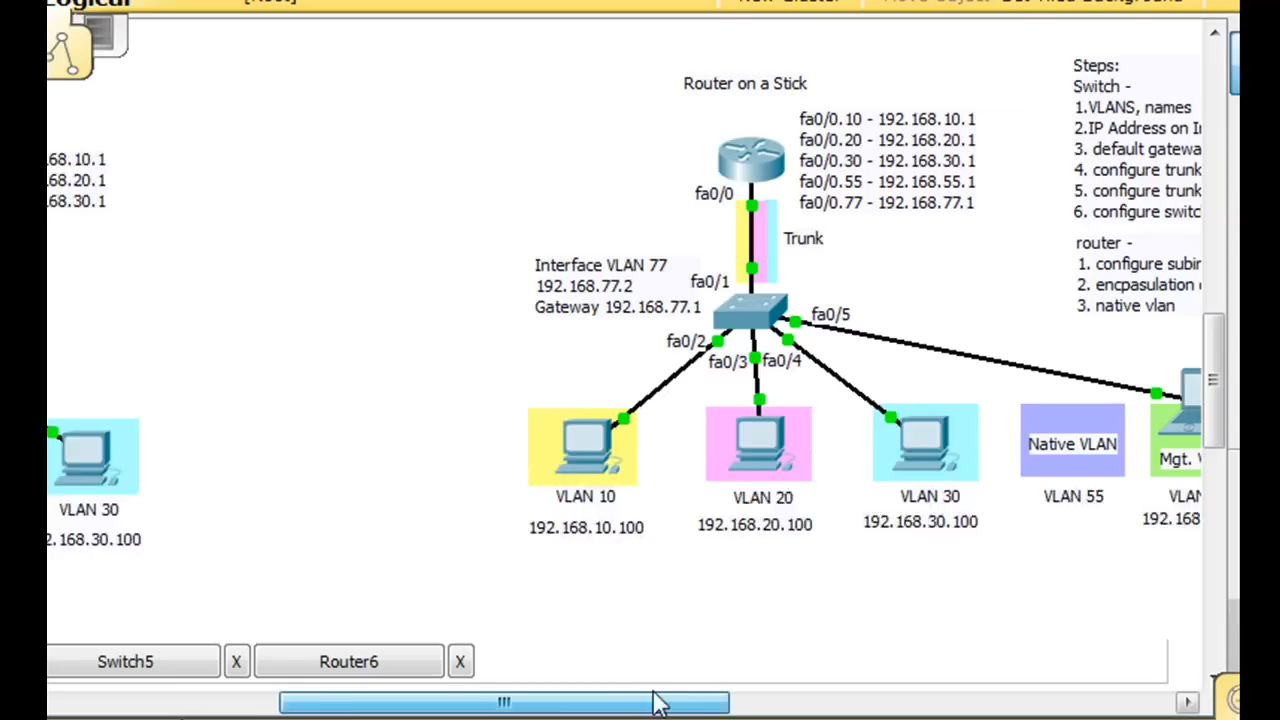 Logical
Router on a Stick
fa0/0.10 - 192.168.10.1
fa0/0.20 - 192.168.20.1
fa0/0.30 - 192.168.30.1
fa0/0.55 - 192.168.55.1
fa0/0.77 - 192.168.77.1
Steps:
Switch -
1.VLANS, names
2.IP Address on
3. default
4. configure trunk
5. configure trunk
6. configure
router -
1. configure
2. encpasulation
3. native vlan
68.10.1
68.20.1
68.30.1
fa0/0
Trunk
Interface VLAN 77
192.168.77.2
Gateway 192.168.77.1
fa0/1
fa0/5
fa0/2
fa0/3
fa0/4
Native VLAN
Mgt.
VLAN 30
2.168.30.100
VLAN 10
192.168.10.100
VLAN 20
192.168.20.100
VLAN 30
192.168.30.100
VLAN 55
VLAN
192.168
Switch5 X Router6 X